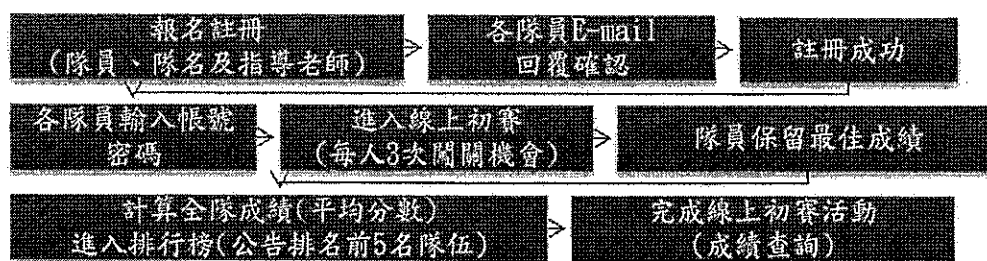 報名註冊
(隊員、隊名及指導老師)
各隊員E-mail
回覆確認
註冊成功
各隊員輸入帳號
密碼
進入線上初賽
(每人3次闖關機會)
隊員保留最佳成績
計算全隊成績(平均分數)
進入排行榜(公告排名前5名隊伍)
完成線上初賽活動
(成績查詢)